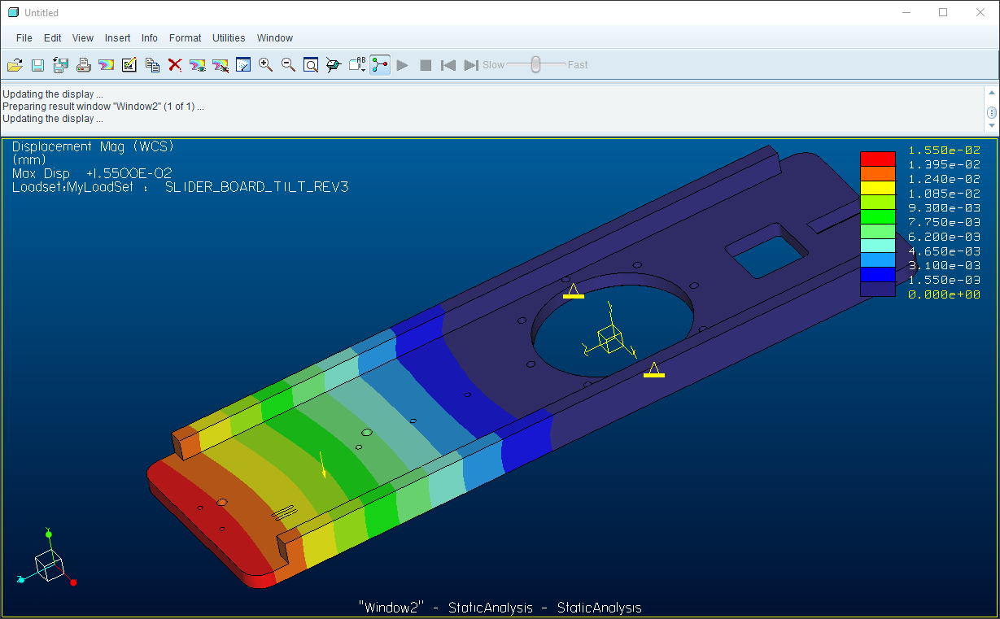 Untitled
File Edit View Insert Info Format Utilities Window
AB
Slow Fast
Updating the display ...
Preparing result window "Window2" (1 of 1) ...
Updating the display ...
Displacement Mag (WCS)
(mm)
Max Disp +1.5500E-02
Loadset:MyLoadSet : SLIDER_BOARD_TILT_REV3
1.550e-02
1.395e-02
1.240e-02
1.085e-02
9.300e-03
7.750e-03
6.200e-03
4.650e-03
3.100e-03
1.550e-03
0.000e+00
Y
Z
"Window2" - StaticAnalysis - StaticAnalysis